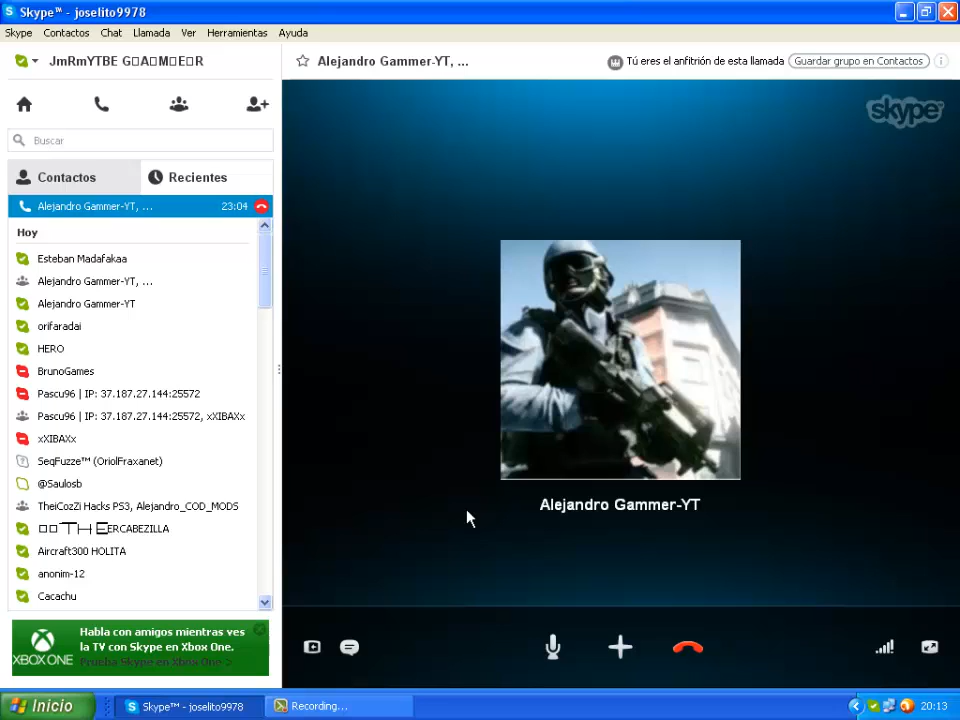 Skype™ - joselito9978
Skype Contactos Chat Llamada Ver Herramientas Ayuda
JmRmYTBE G□A□M□E□R
Alejandro Gammer-YT, ...
Tú eres el anfitrión de esta llamada
Guardar grupo en Contactos
skype
Buscar
Contactos
Recientes
Alejandro Gammer-YT, ... 23:04
Hoy
Esteban Madafakaa
Alejandro Gammer-YT, ...
Alejandro Gammer-YT
orifaradai
HERO
BrunoGames
Pascu96 | IP: 37.187.27.144:25572
Pascu96 | IP: 37.187.27.144:25572, xXIBAXx
xXIBAXx
SeqFuzze™ (OriolFraxanet)
@Saulosb
TheiCozZi Hacks PS3, Alejandro_COD_MODS
ERCABEZILLA
Aircraft300 HOLITA
anonim-12
Cacachu
Alejandro Gammer-YT
XBOX ONE
Habla con amigos mientras ves
la TV con Skype en Xbox One.
Prueba Skype en Xbox One >
Inicio
Skype™ - joselito9978
Recording...
20:13